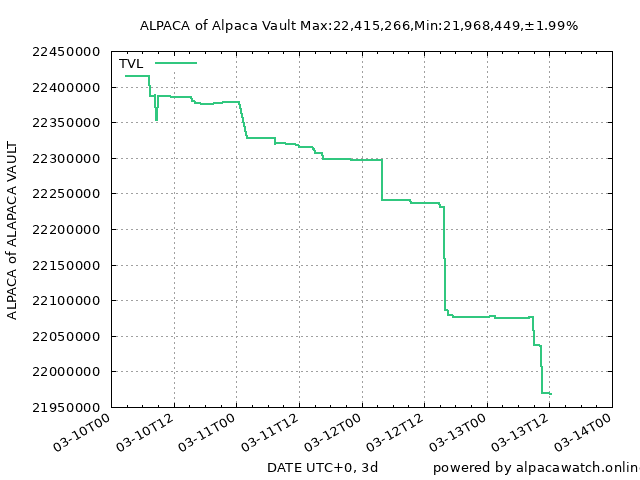 ALPACA of Alpaca Vault Max:22,415,266,Min:21,968,449,±1.99%
TVL
22450000
22400000
22350000
22300000
22250000
22200000
22150000
22100000
22050000
22000000
21950000
ALPACA of ALAPACA VAULT
03-10T00
03-10T12
03-11T00
03-11T12
03-12T00
03-12T12
03-13T00
03-13T12
03-14T00
DATE UTC+0, 3d
powered by alpacawatch.onlin